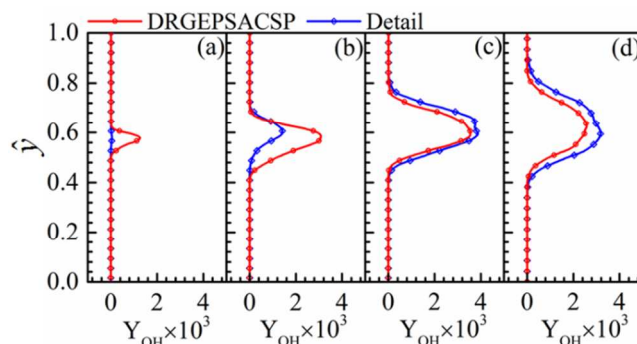 DRGEPSACSP Detail
(a) (b) (c) (d)
1.0
0.8
0.6
0.4
0.2
0.0
ŷ
0 2 4 0 2 4 0 2 4 0 2 4
Y_OH×10³ Y_OH×10³ Y_OH×10³ Y_OH×10³